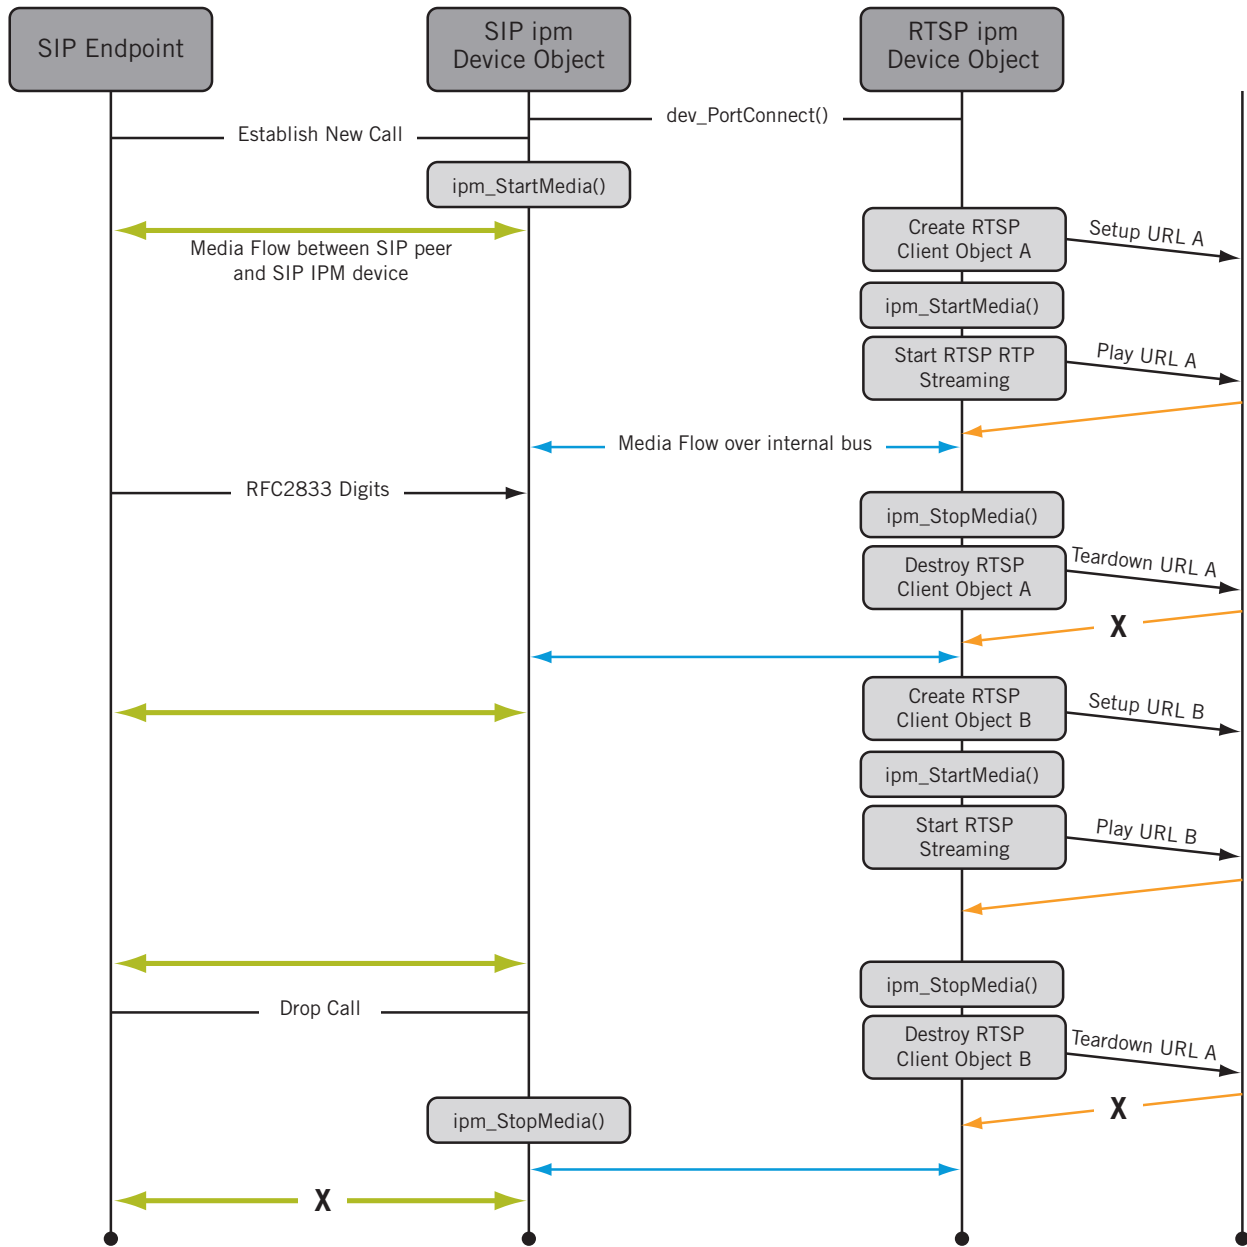 SIP Endpoint
SIP ipm
Device Object
RTSP ipm
Device Object
dev_PortConnect()
Establish New Call
ipm_StartMedia()
Media Flow between SIP peer
and SIP IPM device
Create RTSP
Client Object A
Setup URL A
ipm_StartMedia()
Start RTSP RTP
Streaming
Play URL A
Media Flow over internal bus
RFC2833 Digits
ipm_StopMedia()
Destroy RTSP
Client Object A
Teardown URL A
X
Create RTSP
Client Object B
Setup URL B
ipm_StartMedia()
Start RTSP
Streaming
Play URL B
ipm_StopMedia()
Drop Call
Destroy RTSP
Client Object B
Teardown URL A
X
ipm_StopMedia()
X